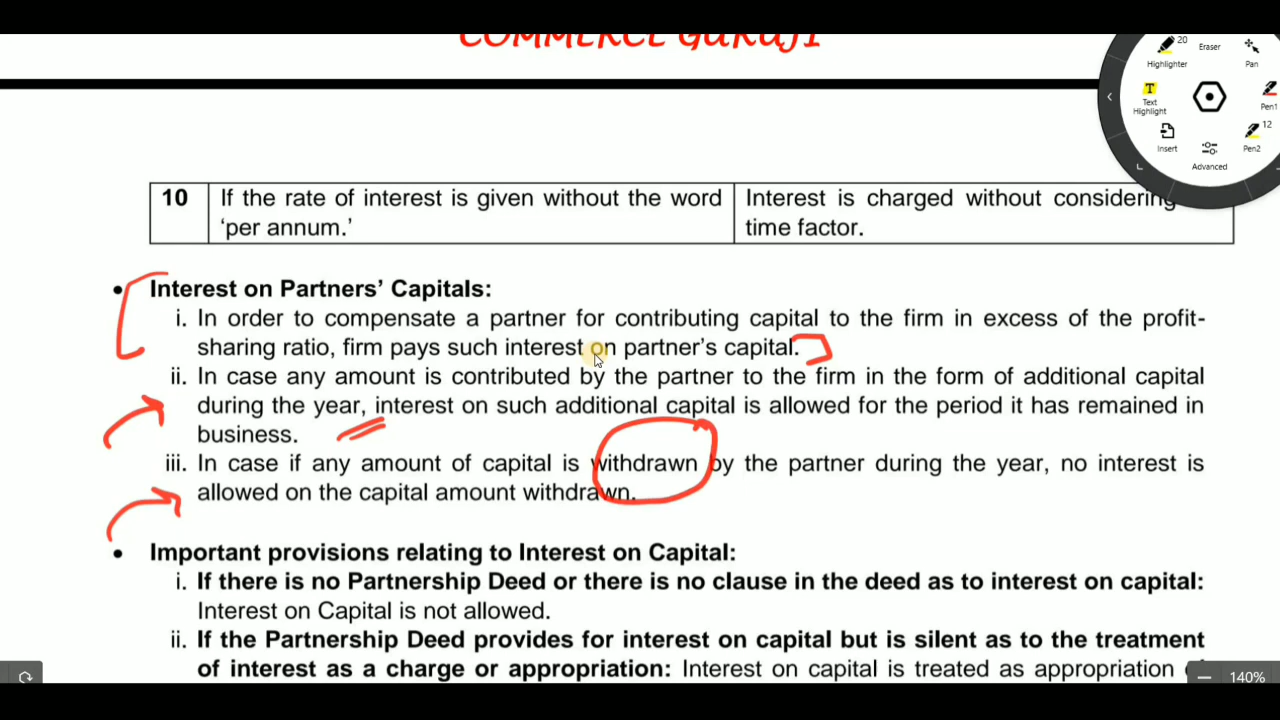 COMMERCE GURUJI
20
Eraser
Highlighter
Pan
T
Text
Highlight
Pen1
12
Insert
Pen2
Advanced
10 If the rate of interest is given without the word Interest is charged without considering
‘per annum.’ time factor.
• Interest on Partners’ Capitals:
i. In order to compensate a partner for contributing capital to the firm in excess of the profit-
sharing ratio, firm pays such interest on partner’s capital.
ii. In case any amount is contributed by the partner to the firm in the form of additional capital
during the year, interest on such additional capital is allowed for the period it has remained in
business.
iii. In case if any amount of capital is withdrawn by the partner during the year, no interest is
allowed on the capital amount withdrawn.
• Important provisions relating to Interest on Capital:
i. If there is no Partnership Deed or there is no clause in the deed as to interest on capital:
Interest on Capital is not allowed.
ii. If the Partnership Deed provides for interest on capital but is silent as to the treatment
of interest as a charge or appropriation: Interest on capital is treated as appropriation
140%